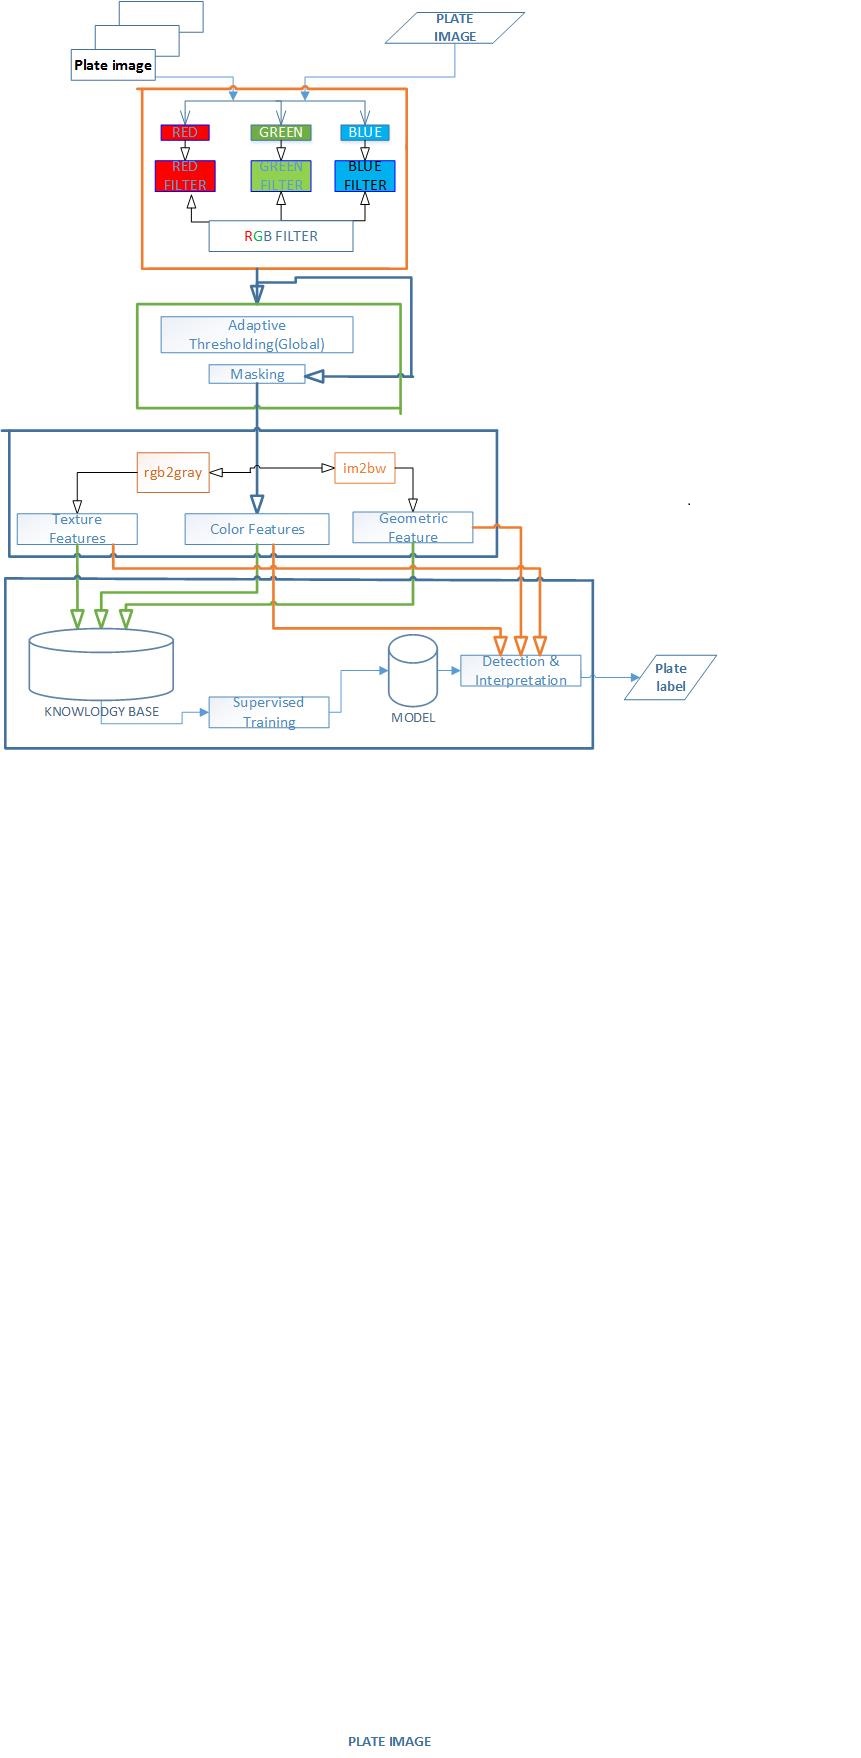 PLATE
IMAGE
Plate image
RED
GREEN
BLUE
RED
FILTER
GREEN
FILTER
BLUE
FILTER
RGB FILTER
Adaptive
Thresholding(Global)
Masking
rgb2gray
im2bw
Texture
Features
Color Features
Geometric
Feature
Detection &
Interpretation
Plate
label
KNOWLODGY BASE
Supervised
Training
MODEL
PLATE IMAGE